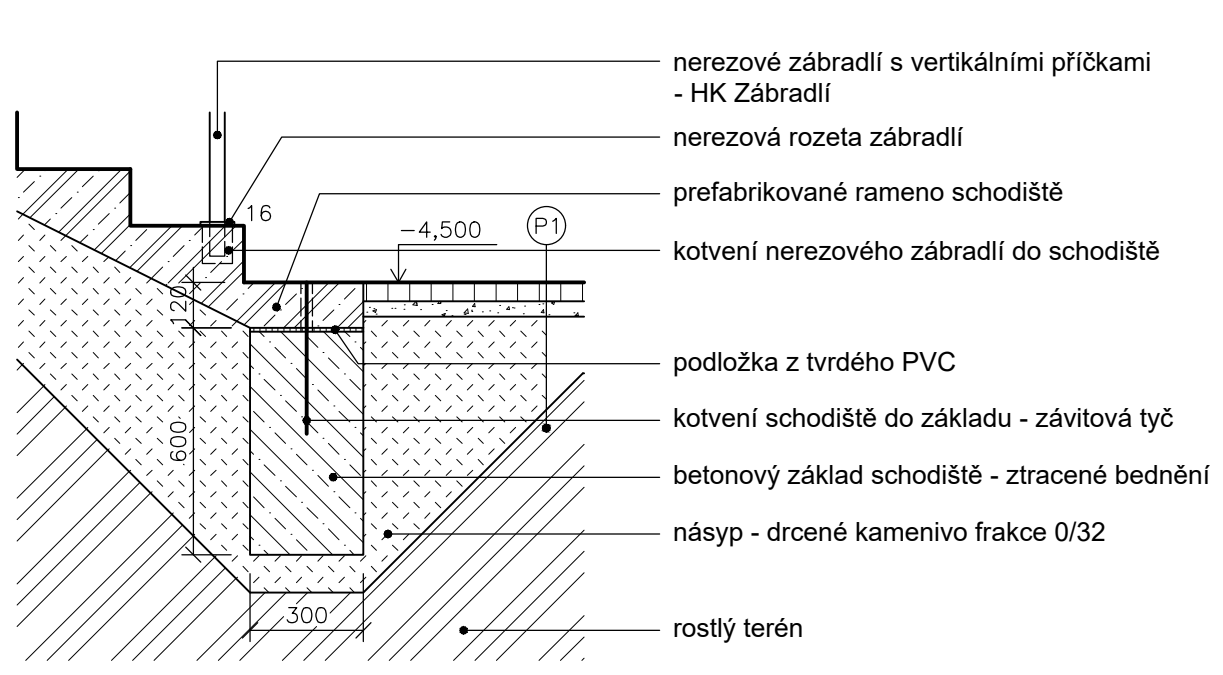 nerezové zábradlí s vertikálními příčkami
- HK Zábradlí
nerezová rozeta zábradlí
prefabrikované rameno schodiště
16
-4,500
P1
kotvení nerezového zábradlí do schodiště
120
podložka z tvrdého PVC
kotvení schodiště do základu - závitová tyč
600
betonový základ schodiště - ztracené bednění
násyp - drcené kamenivo frakce 0/32
300
rostlý terén